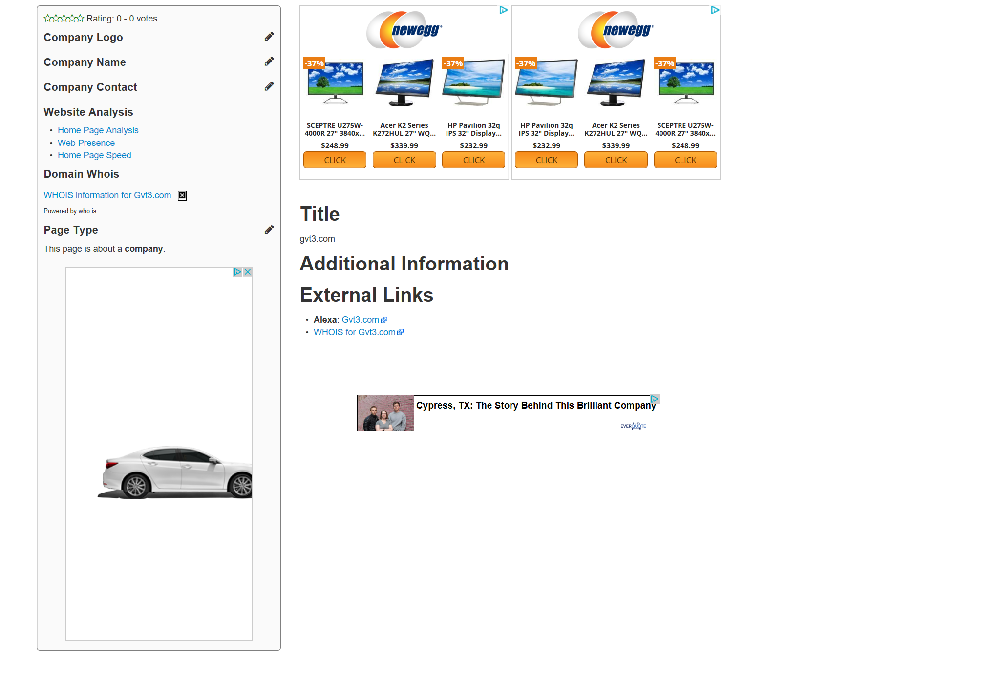 Rating: 0 - 0 votes
Company Logo
Company Name
Company Contact
Website Analysis
• Home Page Analysis
• Web Presence
• Home Page Speed
Domain Whois
WHOIS information for Gvt3.com
Powered by who.is
Page Type
This page is about a company.
newegg
-37%
-37%
SCEPTRE U275W-
4000R 27" 3840x...
$248.99
CLICK
Acer K2 Series
K272HUL 27" WQ...
$339.99
CLICK
HP Pavilion 32q
IPS 32" Display...
$232.99
CLICK
newegg
-37%
-37%
HP Pavilion 32q
IPS 32" Display...
$232.99
CLICK
Acer K2 Series
K272HUL 27" WQ...
$339.99
CLICK
SCEPTRE U275W-
4000R 27" 3840x...
$248.99
CLICK
Title
gvt3.com
Additional Information
External Links
• Alexa: Gvt3.com
• WHOIS for Gvt3.com
Cypress, TX: The Story Behind This Brilliant Company
EVERQUOTE